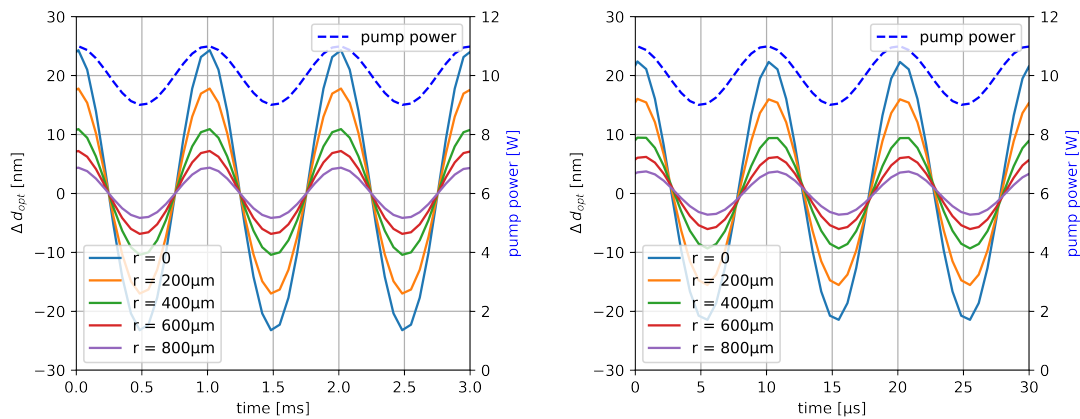 30
20
10
0
−10
−20
−30
Δ d_opt [nm]
12
10
8
6
4
2
0
pump power [W]
pump power
r = 0
r = 200μm
r = 400μm
r = 600μm
r = 800μm
0.0 0.5 1.0 1.5 2.0 2.5 3.0
time [ms]
30
20
10
0
−10
−20
−30
Δ d_opt [nm]
12
10
8
6
4
2
0
pump power [W]
pump power
r = 0
r = 200μm
r = 400μm
r = 600μm
r = 800μm
0 5 10 15 20 25 30
time [μs]